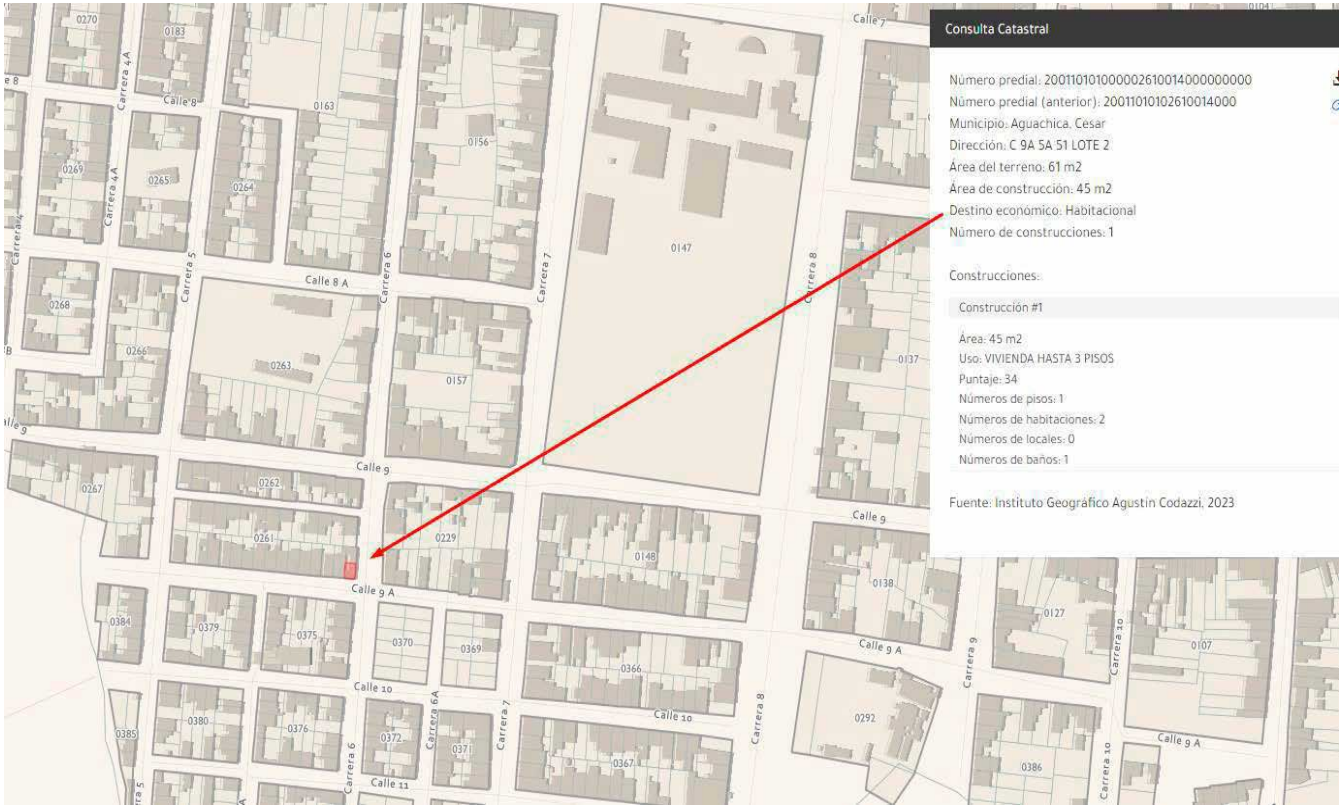 Consulta Catastral
Número predial: 200110101000002610014000000000
Número predial (anterior): 20011010102610014000
Municipio: Aguachica, Cesar
Dirección: C 9A 5A 51 LOTE 2
Área del terreno: 61 m2
Área de construcción: 45 m2
Destino económico: Habitacional
Número de construcciones: 1
Construcciones:
Construcción #1
Área: 45 m2
Uso: VIVIENDA HASTA 3 PISOS
Puntaje: 34
Números de pisos: 1
Números de habitaciones: 2
Números de locales: 0
Números de baños: 1
Fuente: Instituto Geográfico Agustín Codazzi, 2023
0270
0183
Carrera 4A
Calle 7
0104
Calle 8
0163
0156
0269
Carrera 4A
0265
0264
0147
Carrera 4
Carrera 5
Carrera 6
Carrera 7
Carrera 8
Calle 8 A
0268
0266
0263
0157
0137
Calle 9
0267
0262
0261
0229
0148
Calle 9
0138
Calle 9 A
0384
0379
0375
0370
0369
0366
Calle 9 A
0127
0107
Carrera 9
Carrera 10
Calle 10
Calle 10
0385
0380
0376
0372
0371
0367
0292
0386
Carrera 6
Carrera 6A
Carrera 7
Carrera 8
Carrera 10
Calle 9 A
Calle 11